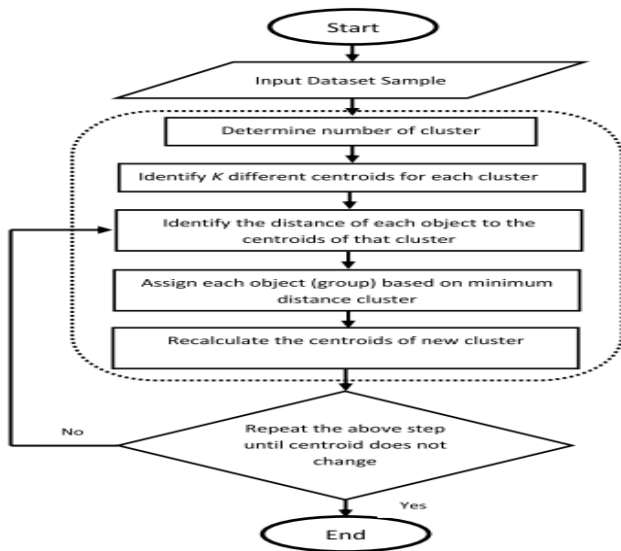 Start
Input Dataset Sample
Determine number of cluster
Identify K different centroids for each cluster
Identify the distance of each object to the
centroids of that cluster
Assign each object (group) based on minimum
distance cluster
Recalculate the centroids of new cluster
Repeat the above step
until centroid does not
change
No
Yes
End